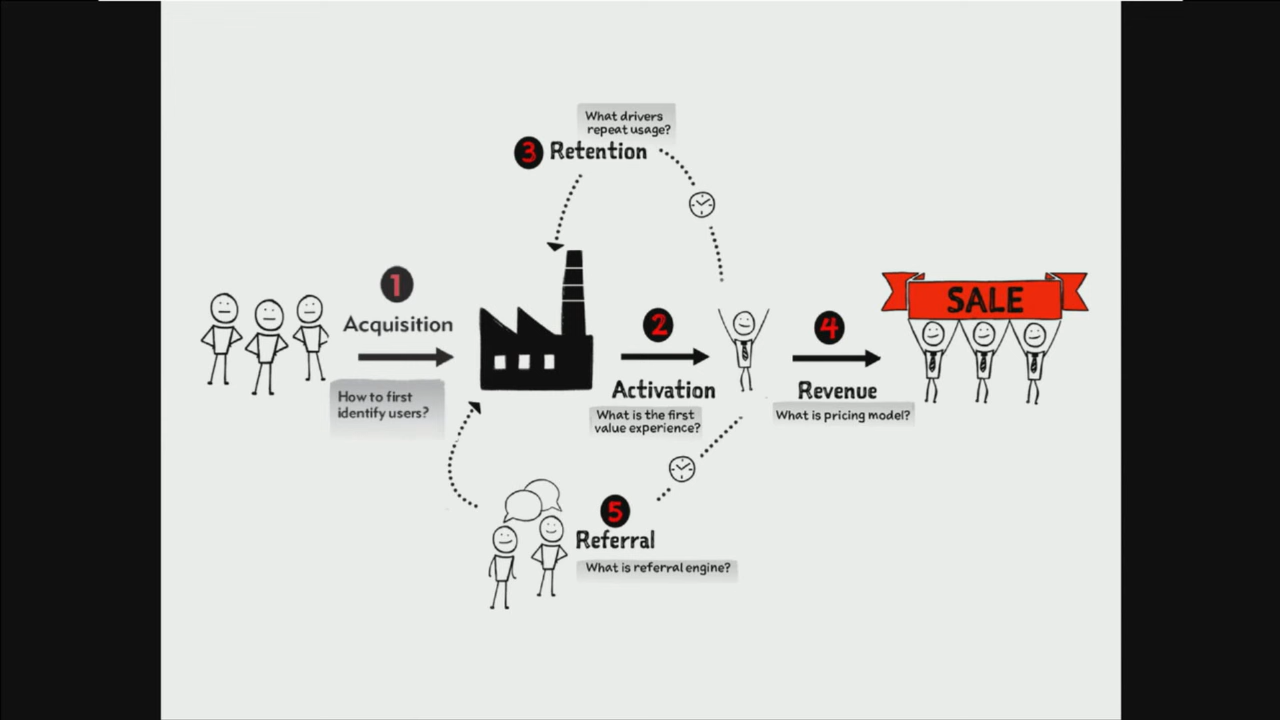 What drivers
repeat usage?
3 Retention
1
Acquisition
How to first
identify users?
2
Activation
What is the first
value experience?
4
Revenue
What is pricing model?
SALE
5
Referral
What is referral engine?